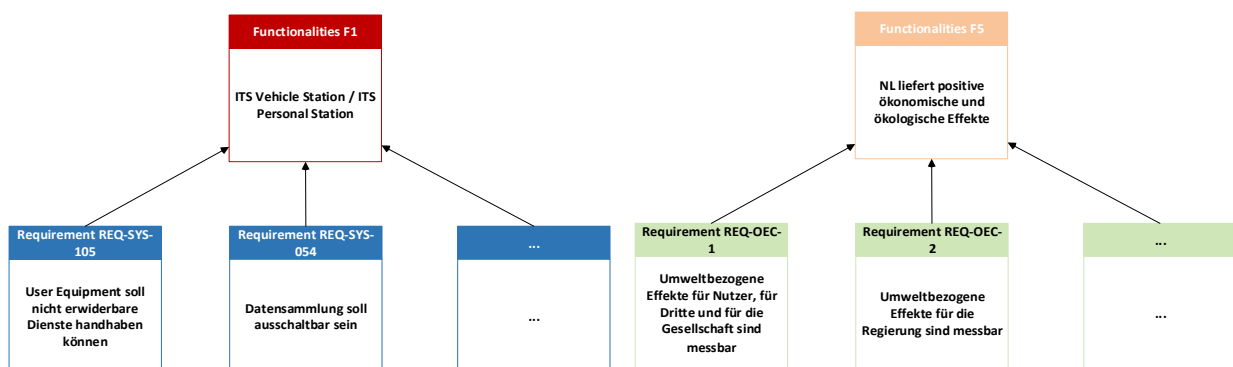 Functionalities F1
ITS Vehicle Station / ITS
Personal Station
Functionalities F5
NL liefert positive
ökonomische und
ökologische Effekte
Requirement REQ-SYS-
105
User Equipment soll
nicht erwiderbare
Dienste handhaben
können
Requirement REQ-SYS-
054
Datensammlung soll
ausschaltbar sein
...
...
Requirement REQ-OEC-
1
Umweltbezogene
Effekte für Nutzer, für
Dritte und für die
Gesellschaft sind
messbar
Requirement REQ-OEC-
2
Umweltbezogene
Effekte für die
Regierung sind messbar
...
...